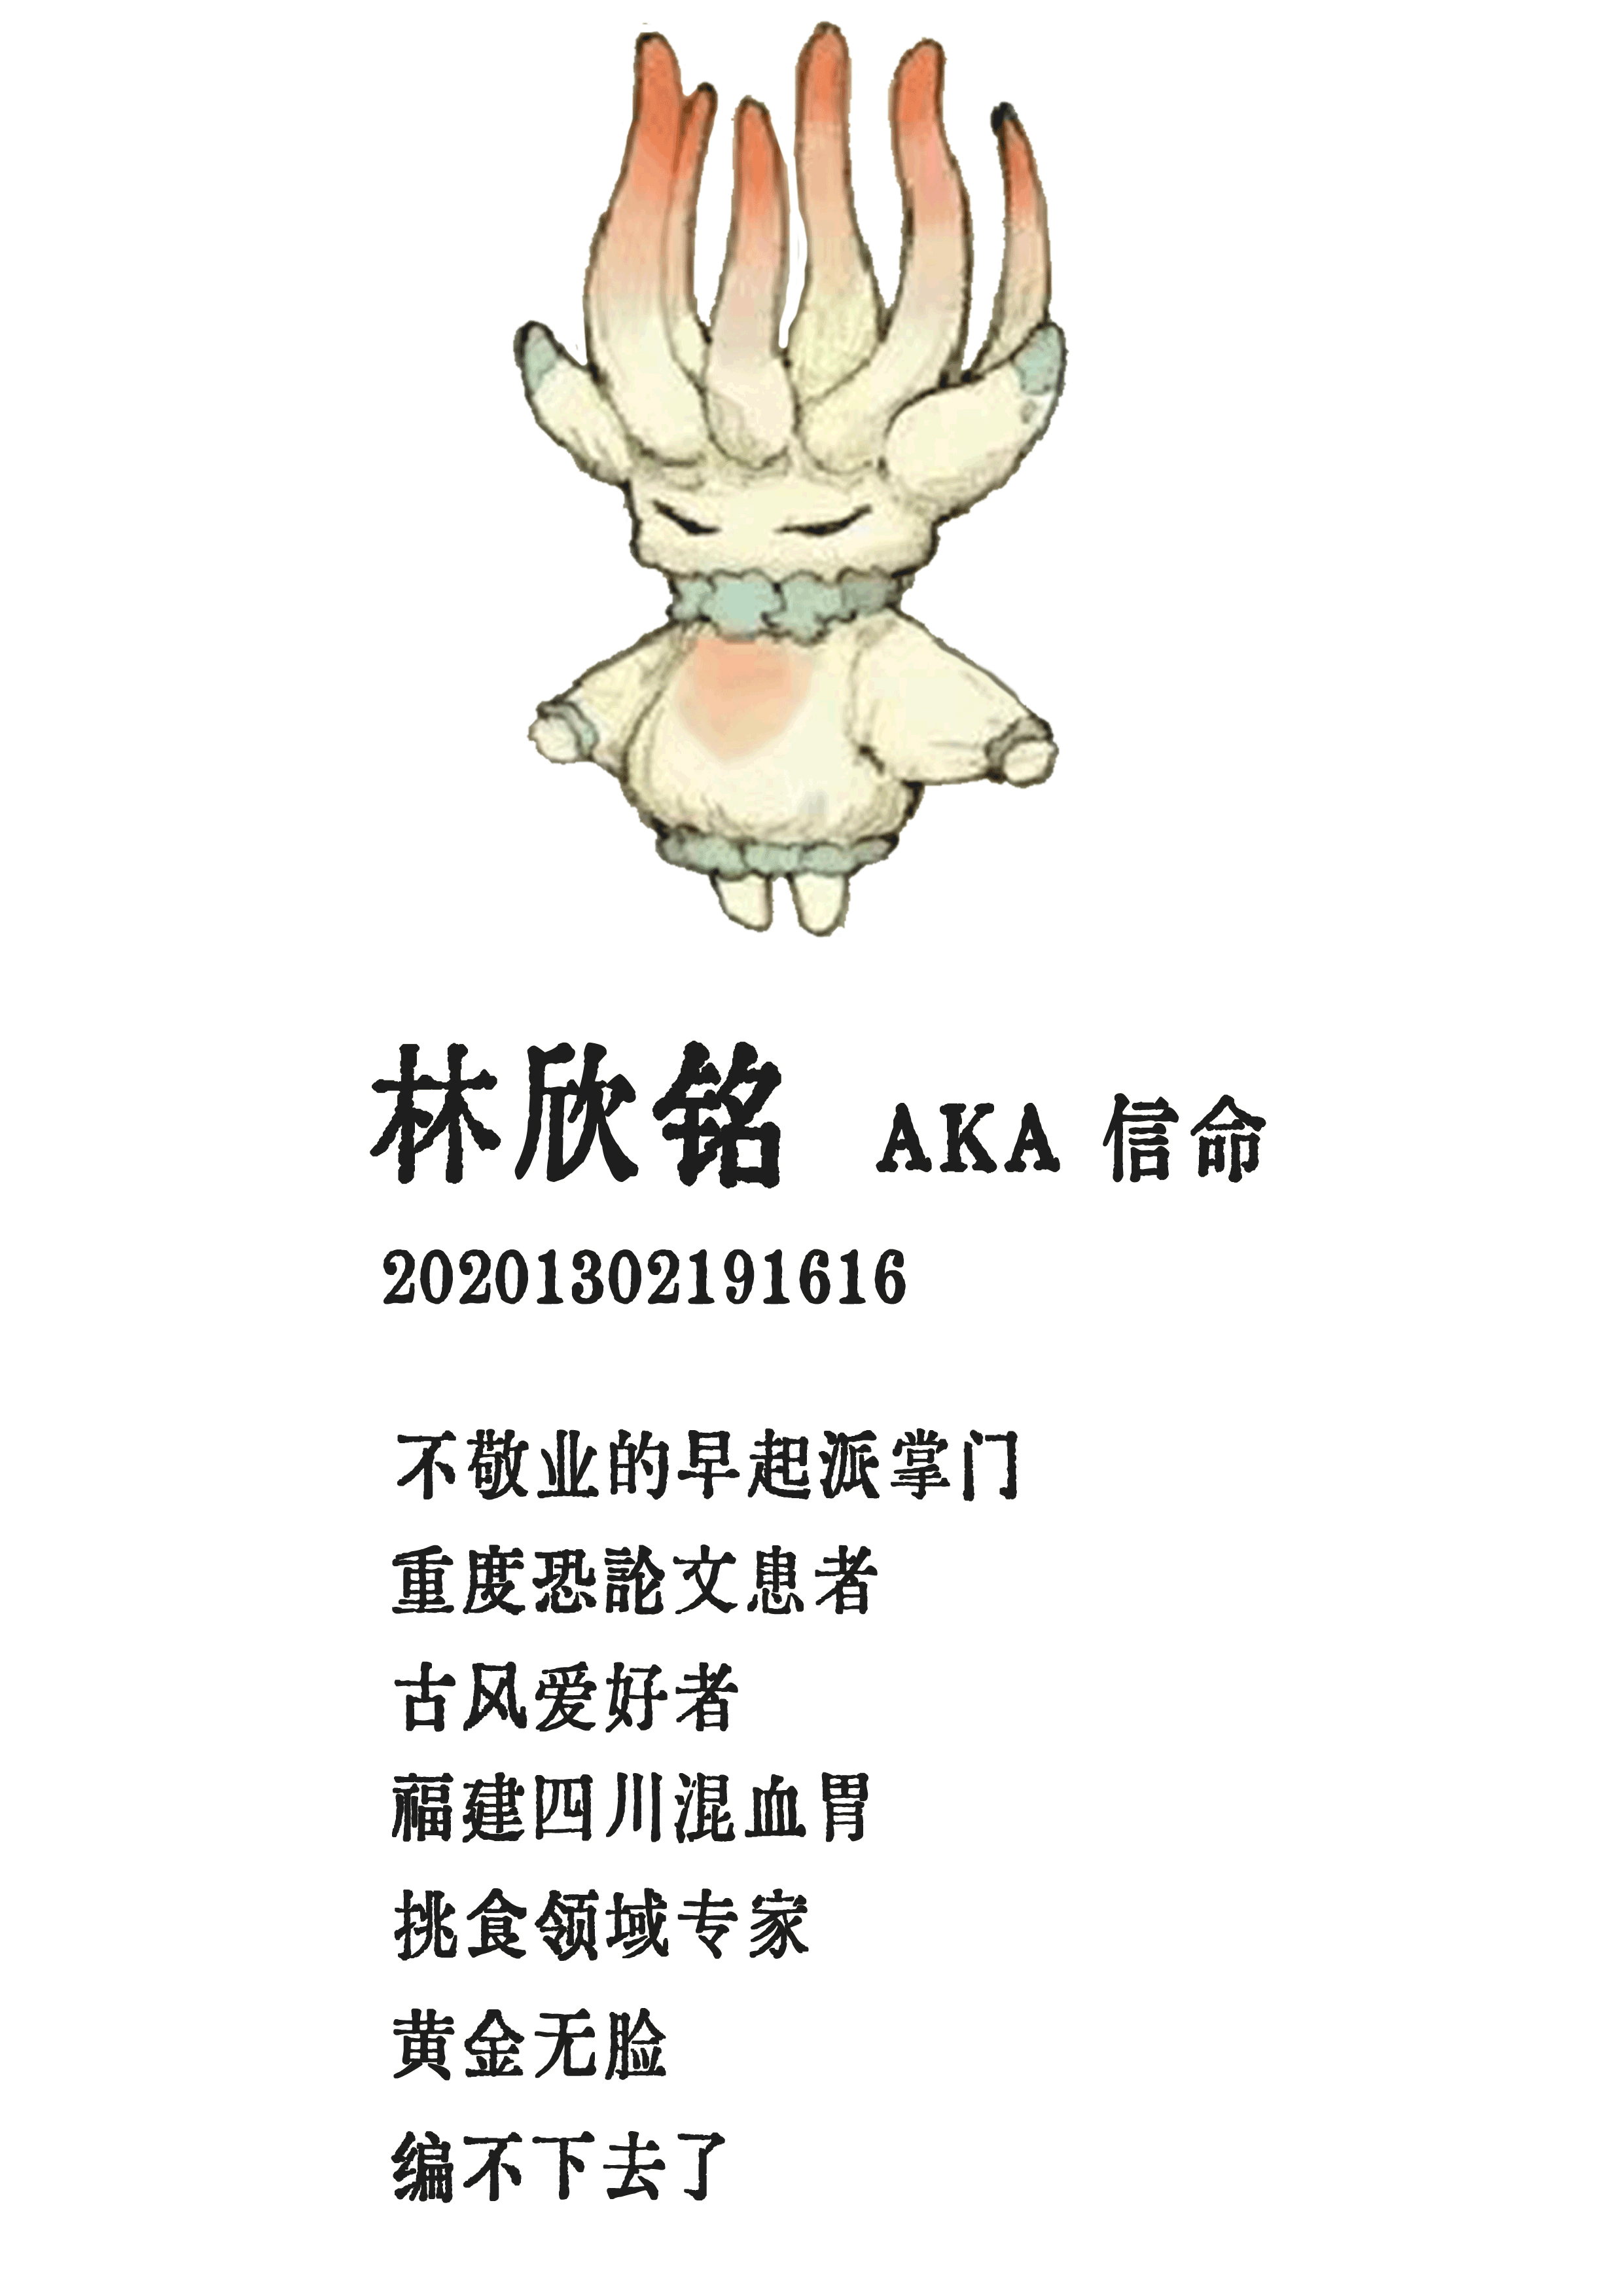 林欣铭 AKA 信命
20201302191616
不敬业的早起派掌门
重度恐論文患者
古风爱好者
福建四川混血胃
挑食领域专家
黄金无脸
编不下去了